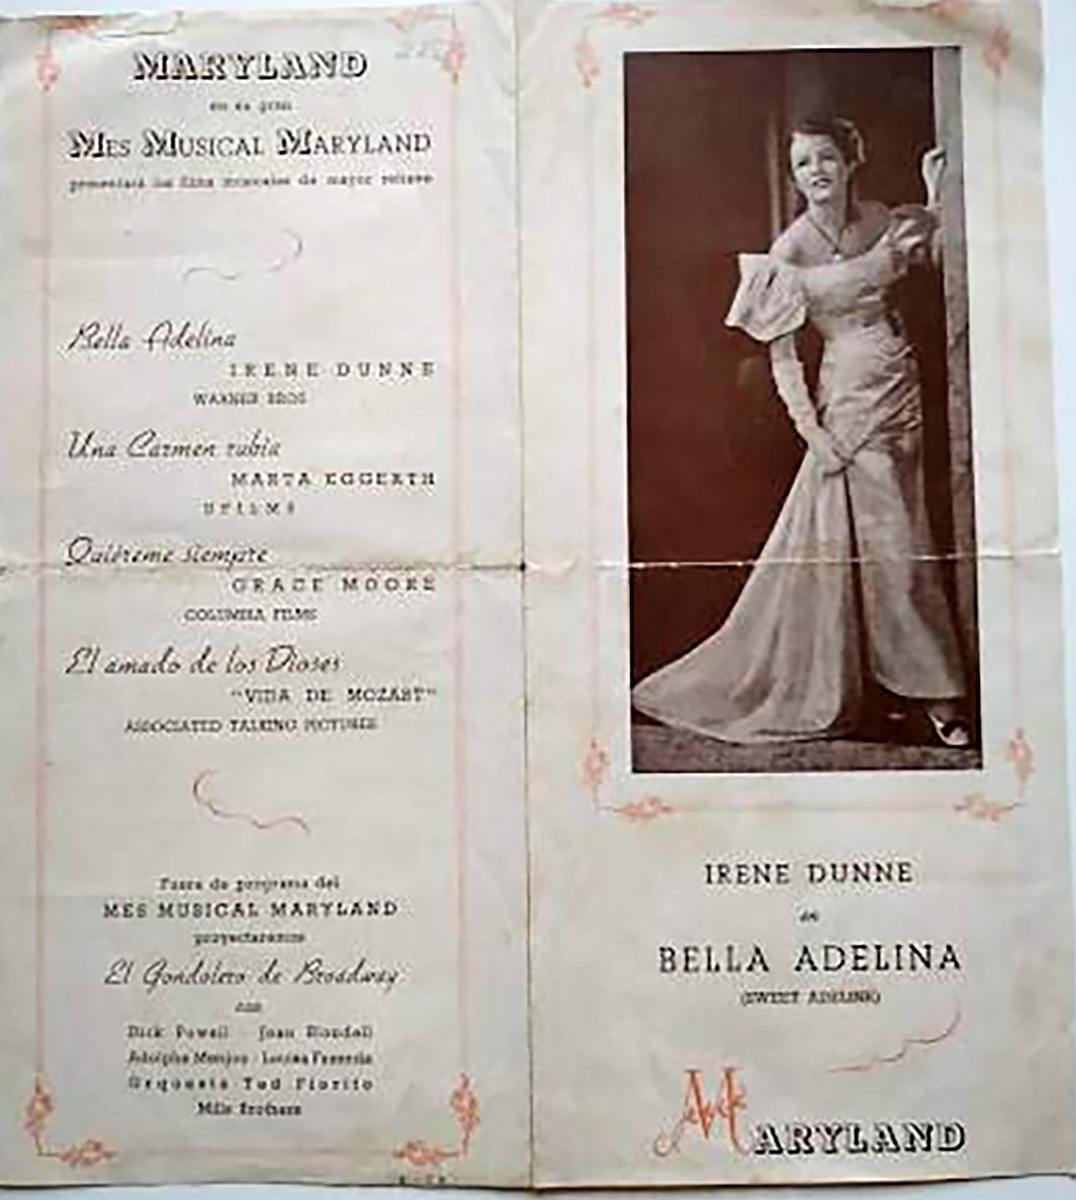 MARYLAND
en su gran
MES MUSICAL MARYLAND
presentará los films musicales de mayor relieve
Bella Adelina
IRENE DUNNE
WARNER BROS
Una Carmen rubia
MARTA EGGERTH
UFILMS
Quiéreme siempre
GRACE MOORE
COLUMBIA FILMS
El amado de los Dioses
"VIDA DE MOZART"
ASSOCIATED TALKING PICTURES
Fuera de programa del
MES MUSICAL MARYLAND
proyectaremos
El Gondolero de Broadway
con
Dick Powell - Joan Blondell
Adolphe Menjou - Louise Fazenda
Orquesta Ted Fiorito
Mills Brothers
IRENE DUNNE
en
BELLA ADELINA
(SWEET ADELINE)
MARYLAND